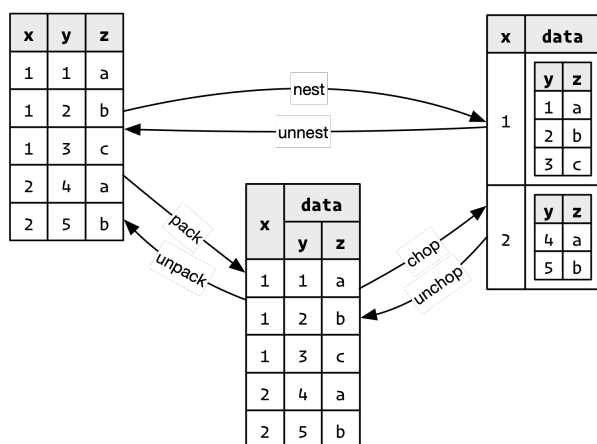 x y z
1 1 a
1 2 b
1 3 c
2 4 a
2 5 b
nest
unnest
x data
1
y z
1 a
2 b
3 c
2
y z
4 a
5 b
pack
unpack
chop
unchop
x data
y z
1 1 a
1 2 b
1 3 c
2 4 a
2 5 b